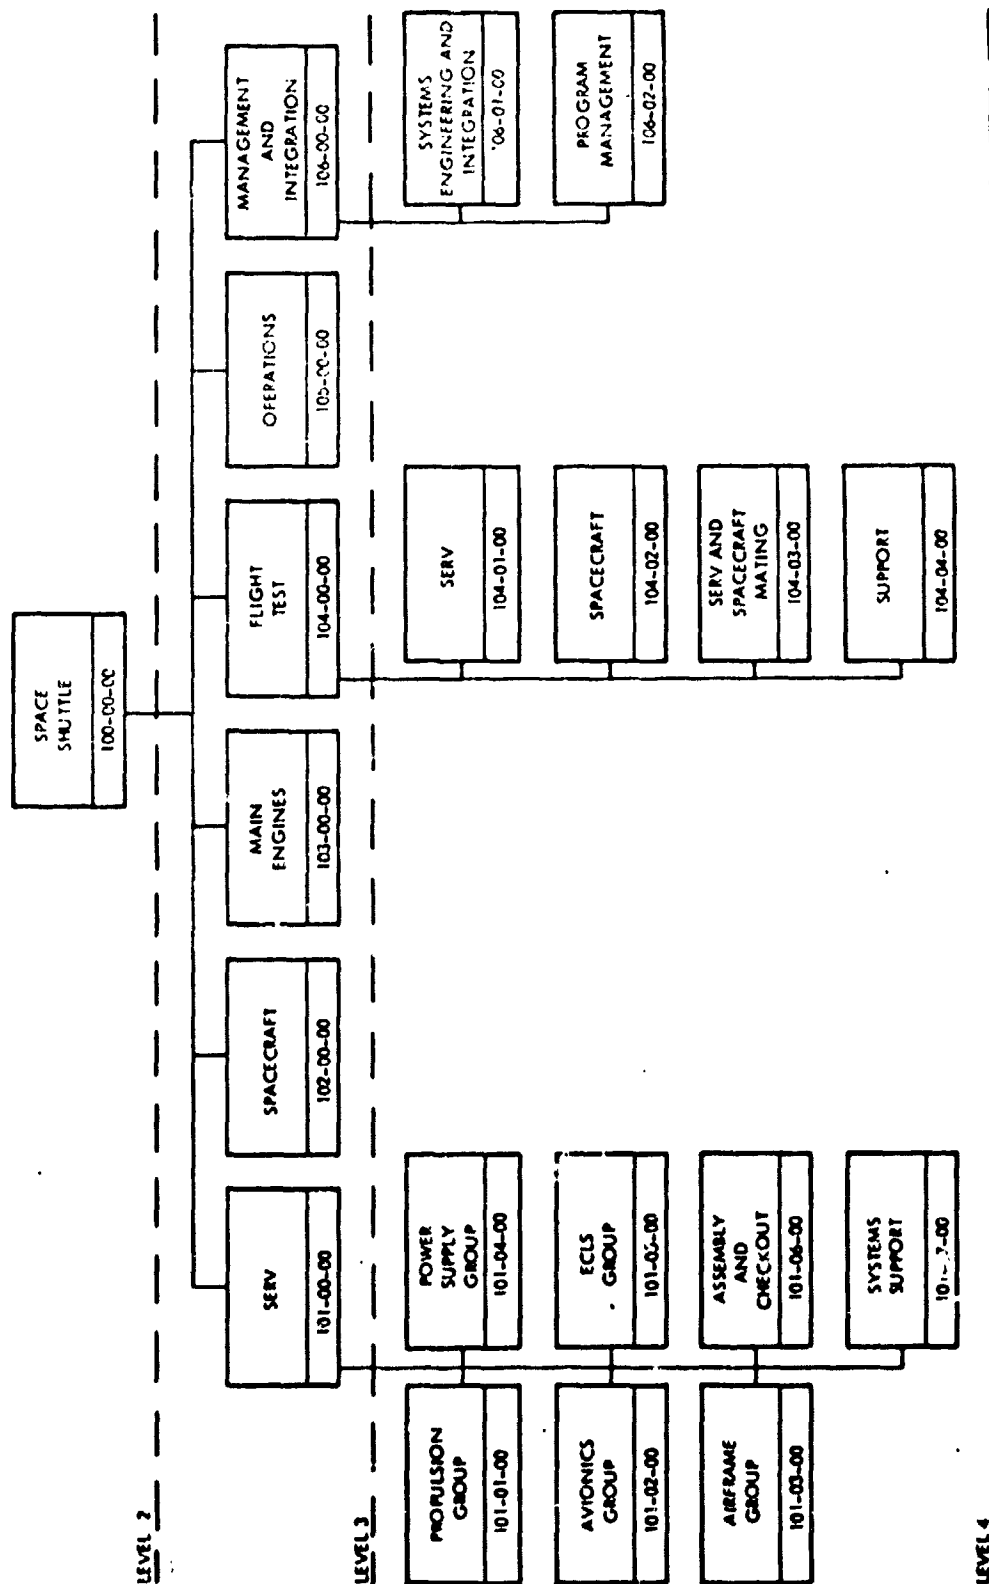 SPACE
SHUTTLE
100-00-00
LEVEL 2
SERV
101-00-00
SPACECRAFT
102-00-00
MAIN
ENGINES
103-00-00
FLIGHT
TEST
104-00-00
OPERATIONS
105-00-00
MANAGEMENT
AND
INTEGRATION
106-00-00
LEVEL 3
PROPULSION
GROUP
101-01-00
POWER
SUPPLY
GROUP
101-04-00
SERV
104-01-00
SYSTEMS
ENGINEERING AND
INTEGRATION
106-01-00
AVIONICS
GROUP
101-02-00
ECLS
GROUP
101-05-00
SPACECRAFT
104-02-00
PROGRAM
MANAGEMENT
106-02-00
AIRFRAME
GROUP
101-03-00
ASSEMBLY
AND
CHECKOUT
101-06-00
SERV AND
SPACECRAFT
MATING
104-03-00
SYSTEMS
SUPPORT
SUPPORT
104-04-00
LEVEL 4